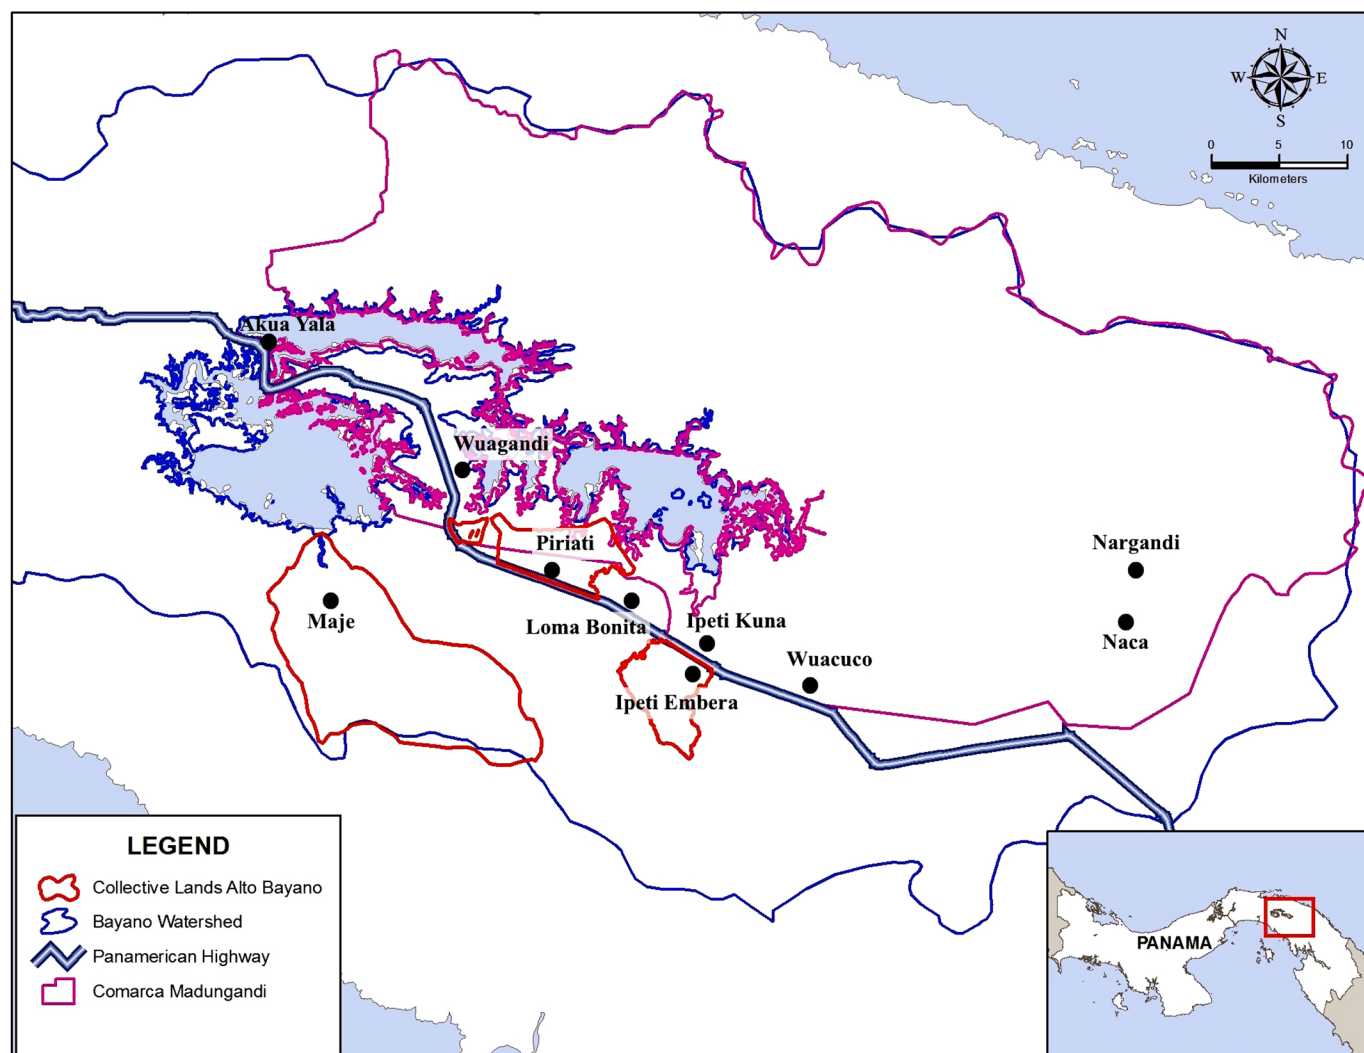 N
W E
S
0 5 10
Kilometers
Akua Yala
Wuagandi
Piriati
Nargandi
Maje
Loma Bonita
Ipeti Kuna
Naca
Wuacuco
Ipeti Embera
LEGEND
Collective Lands Alto Bayano
Bayano Watershed
Panamerican Highway
Comarca Madungandi
PANAMA